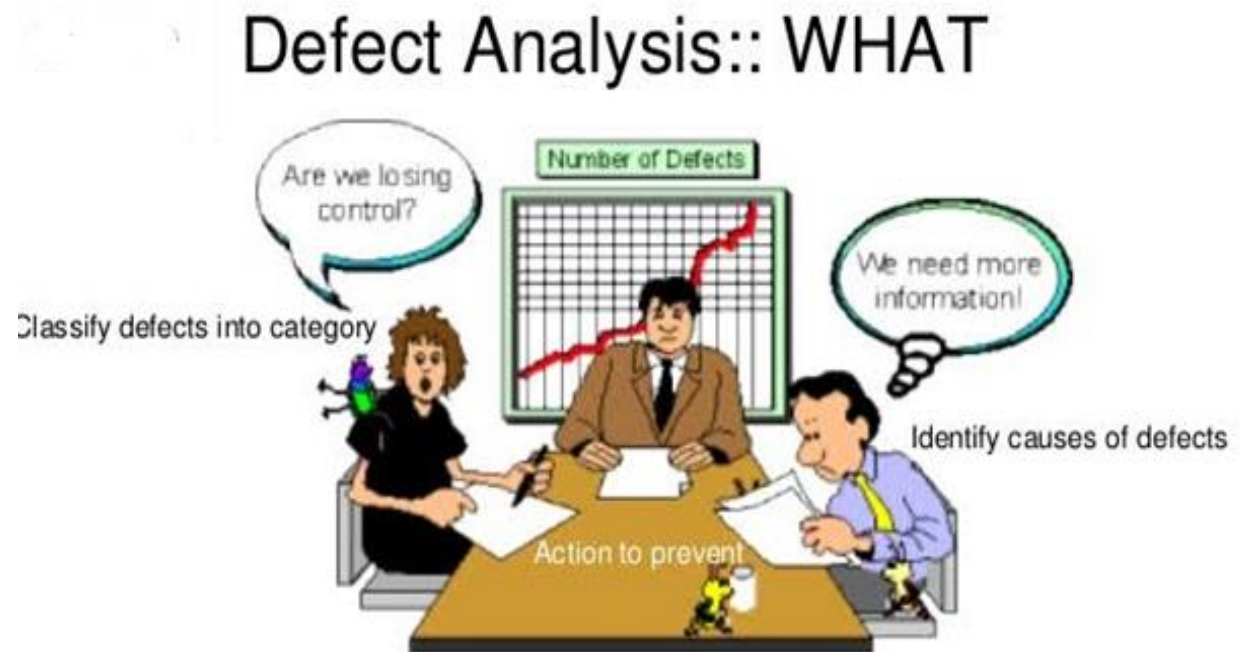 Defect Analysis:: WHAT
Are we losing
control?
Number of Defects
We need more
information!
Classify defects into category
Identify causes of defects
Action to prevent